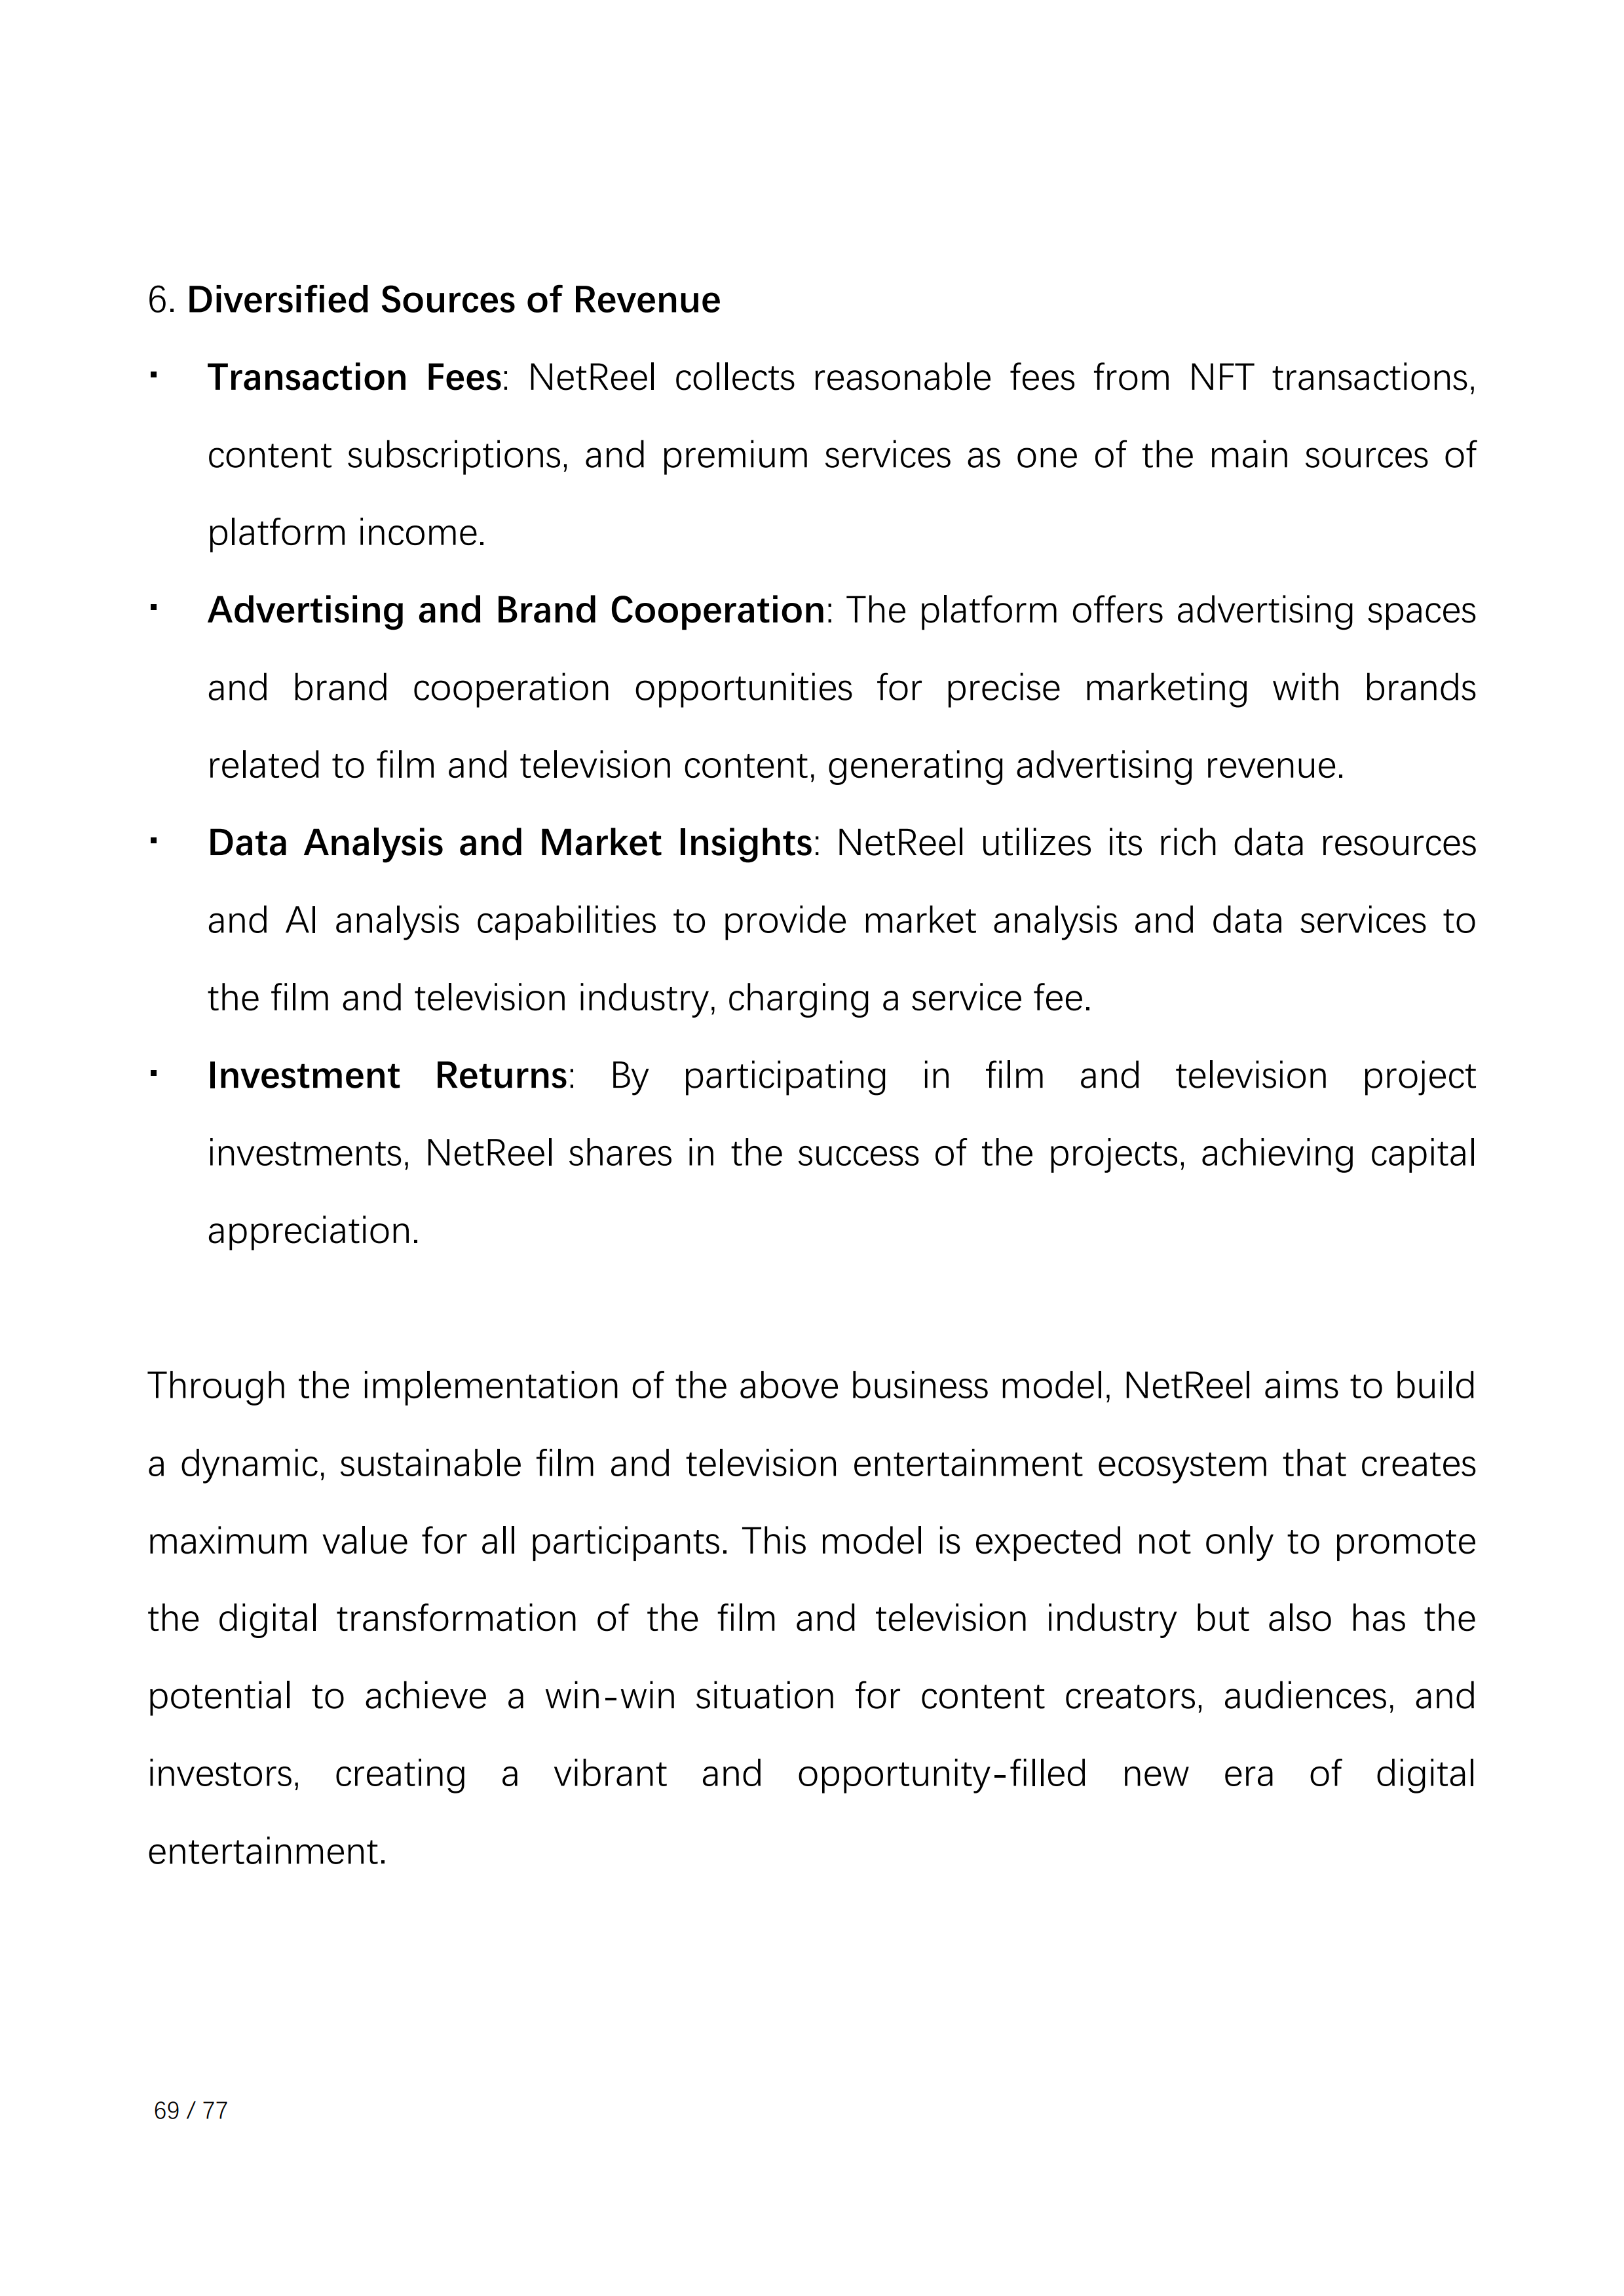 6. Diversified Sources of Revenue
▪ Transaction Fees: NetReel collects reasonable fees from NFT transactions,
content subscriptions, and premium services as one of the main sources of
platform income.
▪ Advertising and Brand Cooperation: The platform offers advertising spaces
and brand cooperation opportunities for precise marketing with brands
related to film and television content, generating advertising revenue.
▪ Data Analysis and Market Insights: NetReel utilizes its rich data resources
and AI analysis capabilities to provide market analysis and data services to
the film and television industry, charging a service fee.
▪ Investment Returns: By participating in film and television project
investments, NetReel shares in the success of the projects, achieving capital
appreciation.
Through the implementation of the above business model, NetReel aims to build
a dynamic, sustainable film and television entertainment ecosystem that creates
maximum value for all participants. This model is expected not only to promote
the digital transformation of the film and television industry but also has the
potential to achieve a win-win situation for content creators, audiences, and
investors, creating a vibrant and opportunity-filled new era of digital
entertainment.
69 / 77